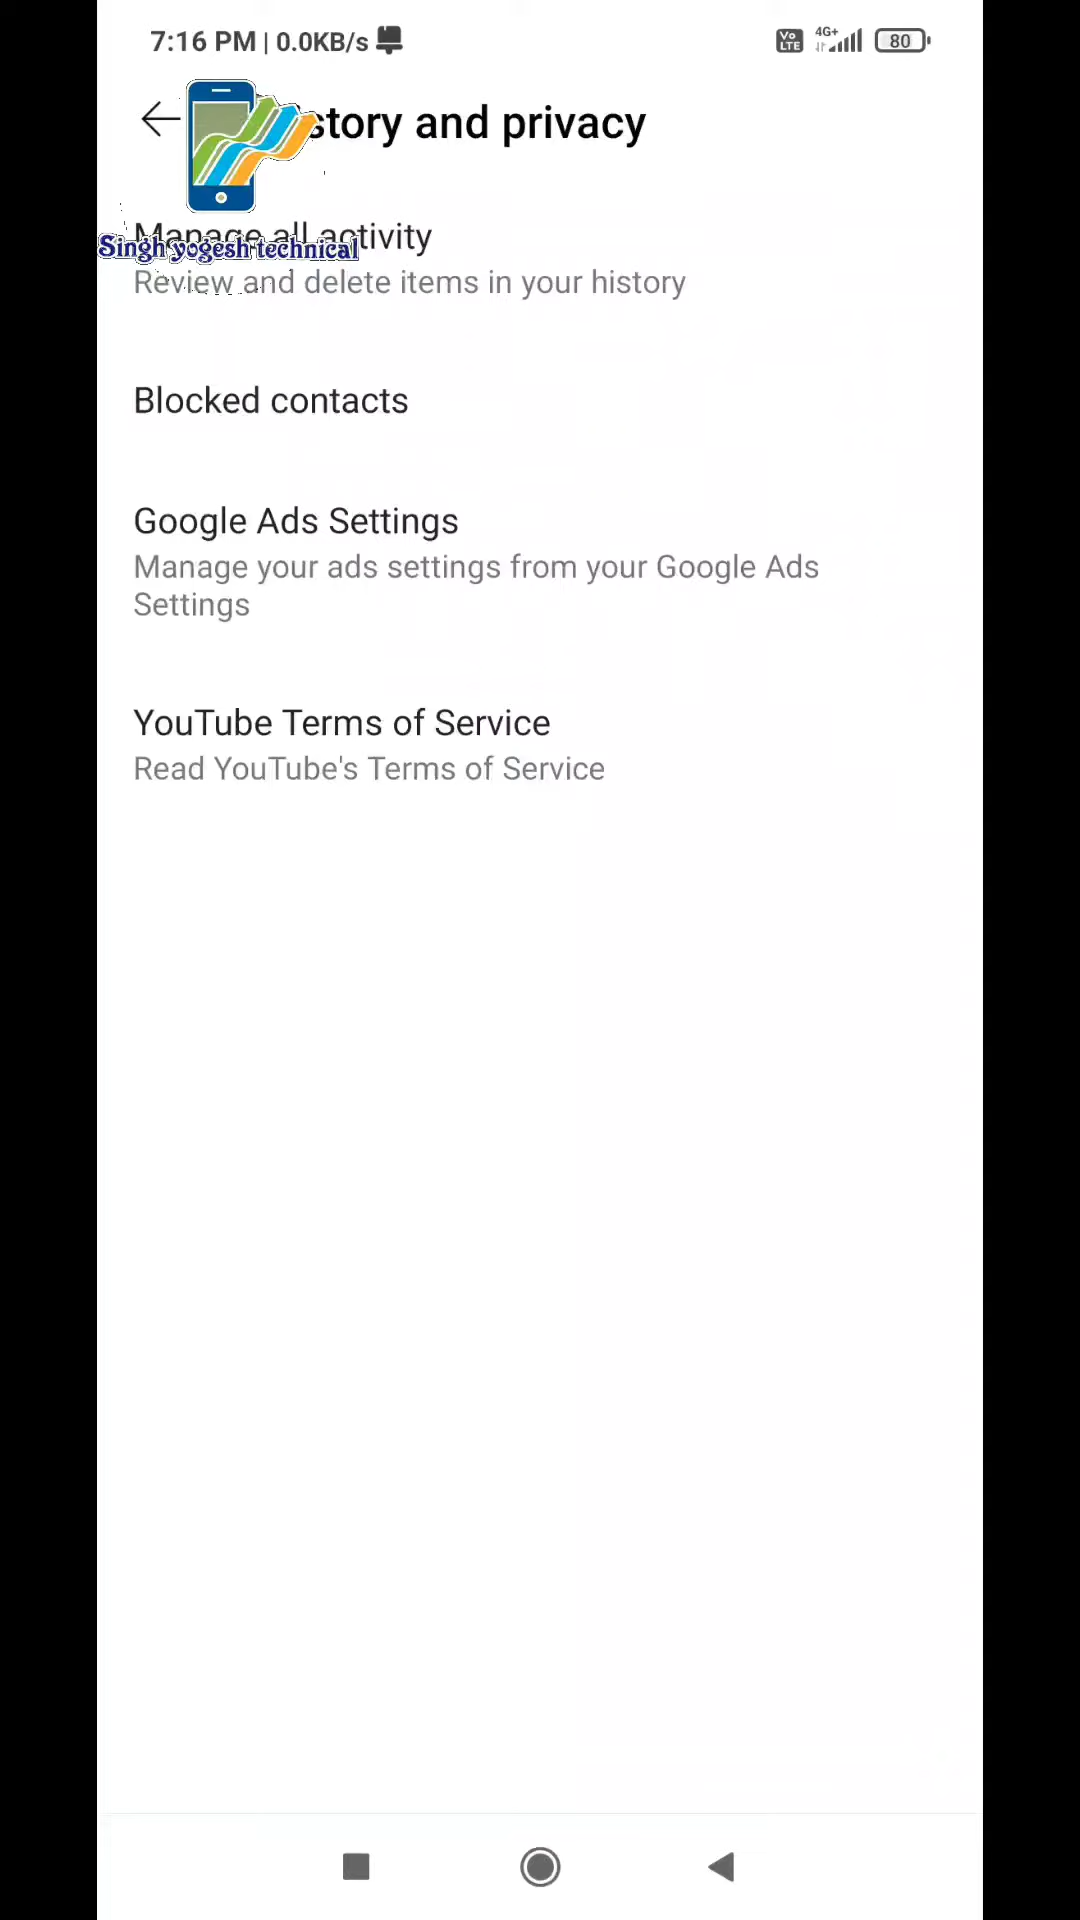 7:16 PM | 0.0KB/s Vo LTE 4G+ 80
story and privacy
Manage all activity
Singh yogesh technical
Review and delete items in your history
Blocked contacts
Google Ads Settings
Manage your ads settings from your Google Ads
Settings
YouTube Terms of Service
Read YouTube's Terms of Service